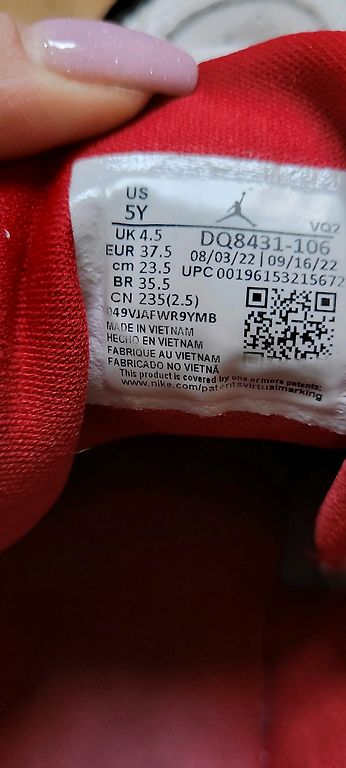 US
5Y
VQ2
UK 4.5
EUR 37.5
cm 23.5
BR 35.5
CN 235(2.5)
DQ8431-106
08/03/22 | 09/16/22
UPC 00196153215672
049VJAFWR9YMB
MADE IN VIETNAM
HECHO EN VIETNAM
FABRIQUE AU VIETNAM
FABRICADO NO VIETNÃ
This product is covered by one or more patents:
www.nike.com/patentsvirtualmarking